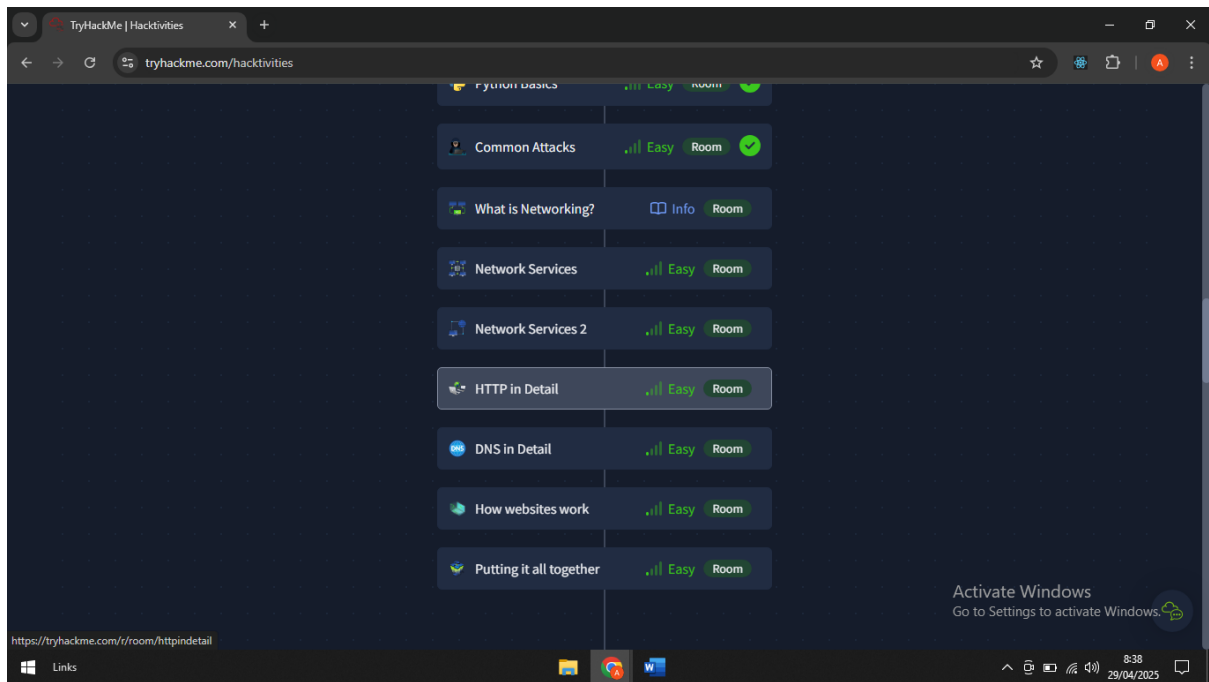 TryHackMe | Hacktivities
tryhackme.com/hacktivities
A
Python Basics Easy Room
Common Attacks Easy Room
What is Networking? Info Room
Network Services Easy Room
Network Services 2 Easy Room
HTTP in Detail Easy Room
DNS DNS in Detail Easy Room
How websites work Easy Room
Putting it all together Easy Room
Activate Windows
Go to Settings to activate Windows.
https://tryhackme.com/r/room/httpindetail
Links
A
W
8:38
29/04/2025